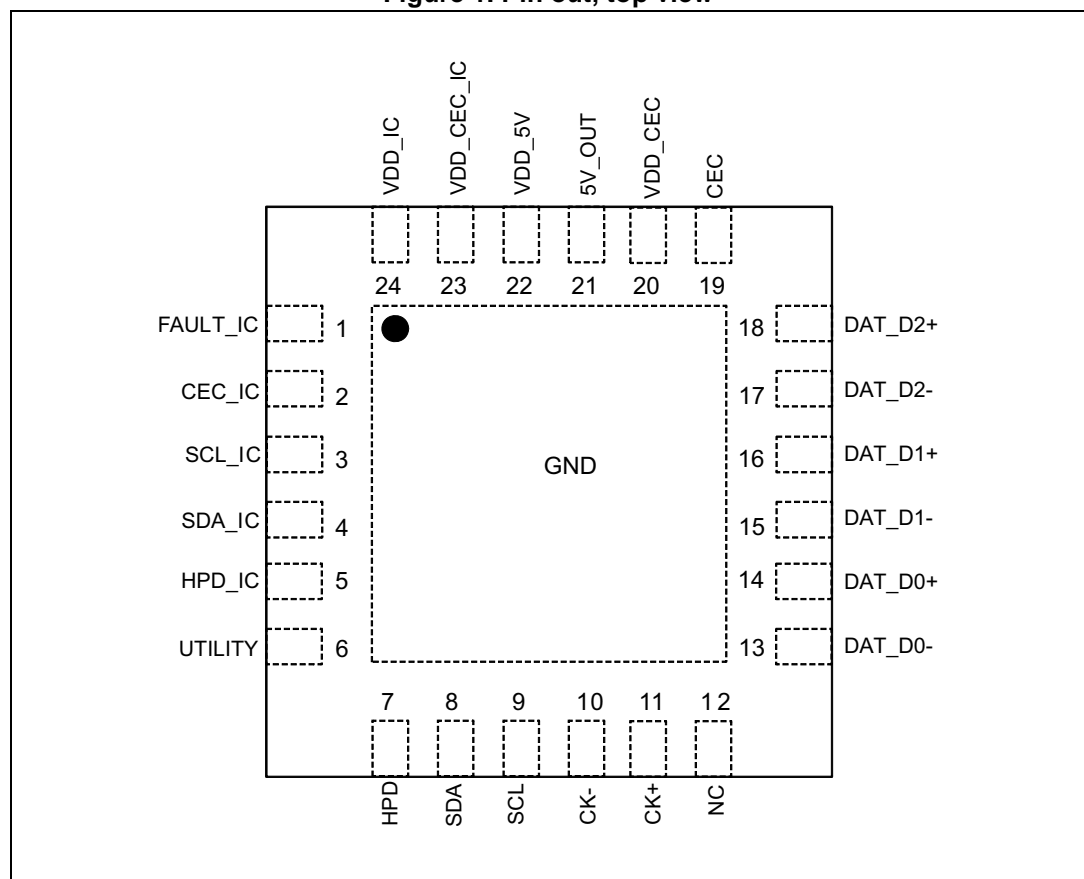 Figure 1. Pin out, top view
VDD_IC
VDD_CEC_IC
VDD_5V
5V_OUT
VDD_CEC
CEC
24 23 22 21 20 19
FAULT_IC 1 18 DAT_D2+
CEC_IC 2 17 DAT_D2-
SCL_IC 3 16 DAT_D1+
GND
SDA_IC 4 15 DAT_D1-
HPD_IC 5 14 DAT_D0+
UTILITY 6 13 DAT_D0-
7 8 9 10 11 12
HPD
SDA
SCL
CK-
CK+
NC